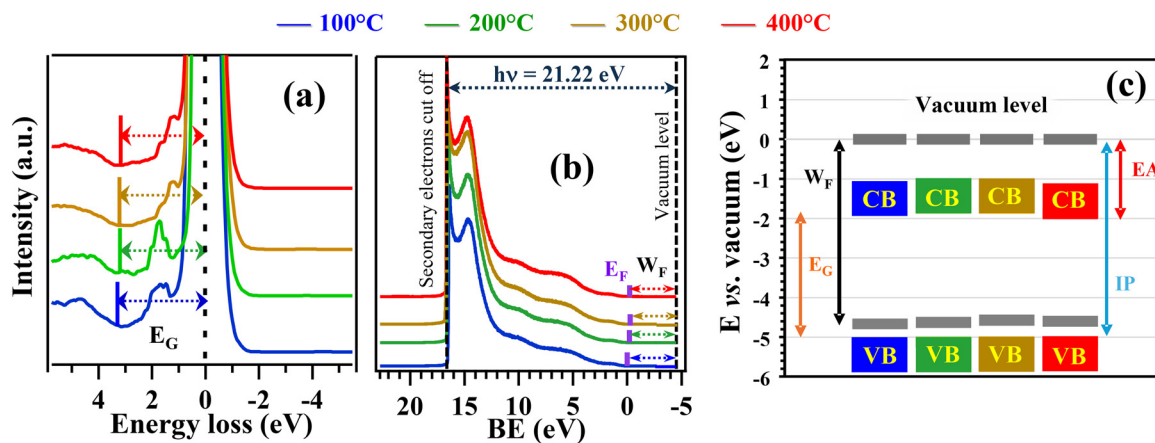 100°C 200°C 300°C 400°C
(a)
Intensity (a.u.)
E_G
4 2 0 -2 -4
Energy loss (eV)
hν = 21.22 eV
Secondary electrons cut off
(b)
Vacuum level
E_F W_F
20 15 10 5 0 -5
BE (eV)
(c)
E vs. vacuum (eV)
2
1
0
-1
-2
-3
-4
-5
-6
Vacuum level
W_F
EA
CB CB CB CB
E_G
IP
VB VB VB VB